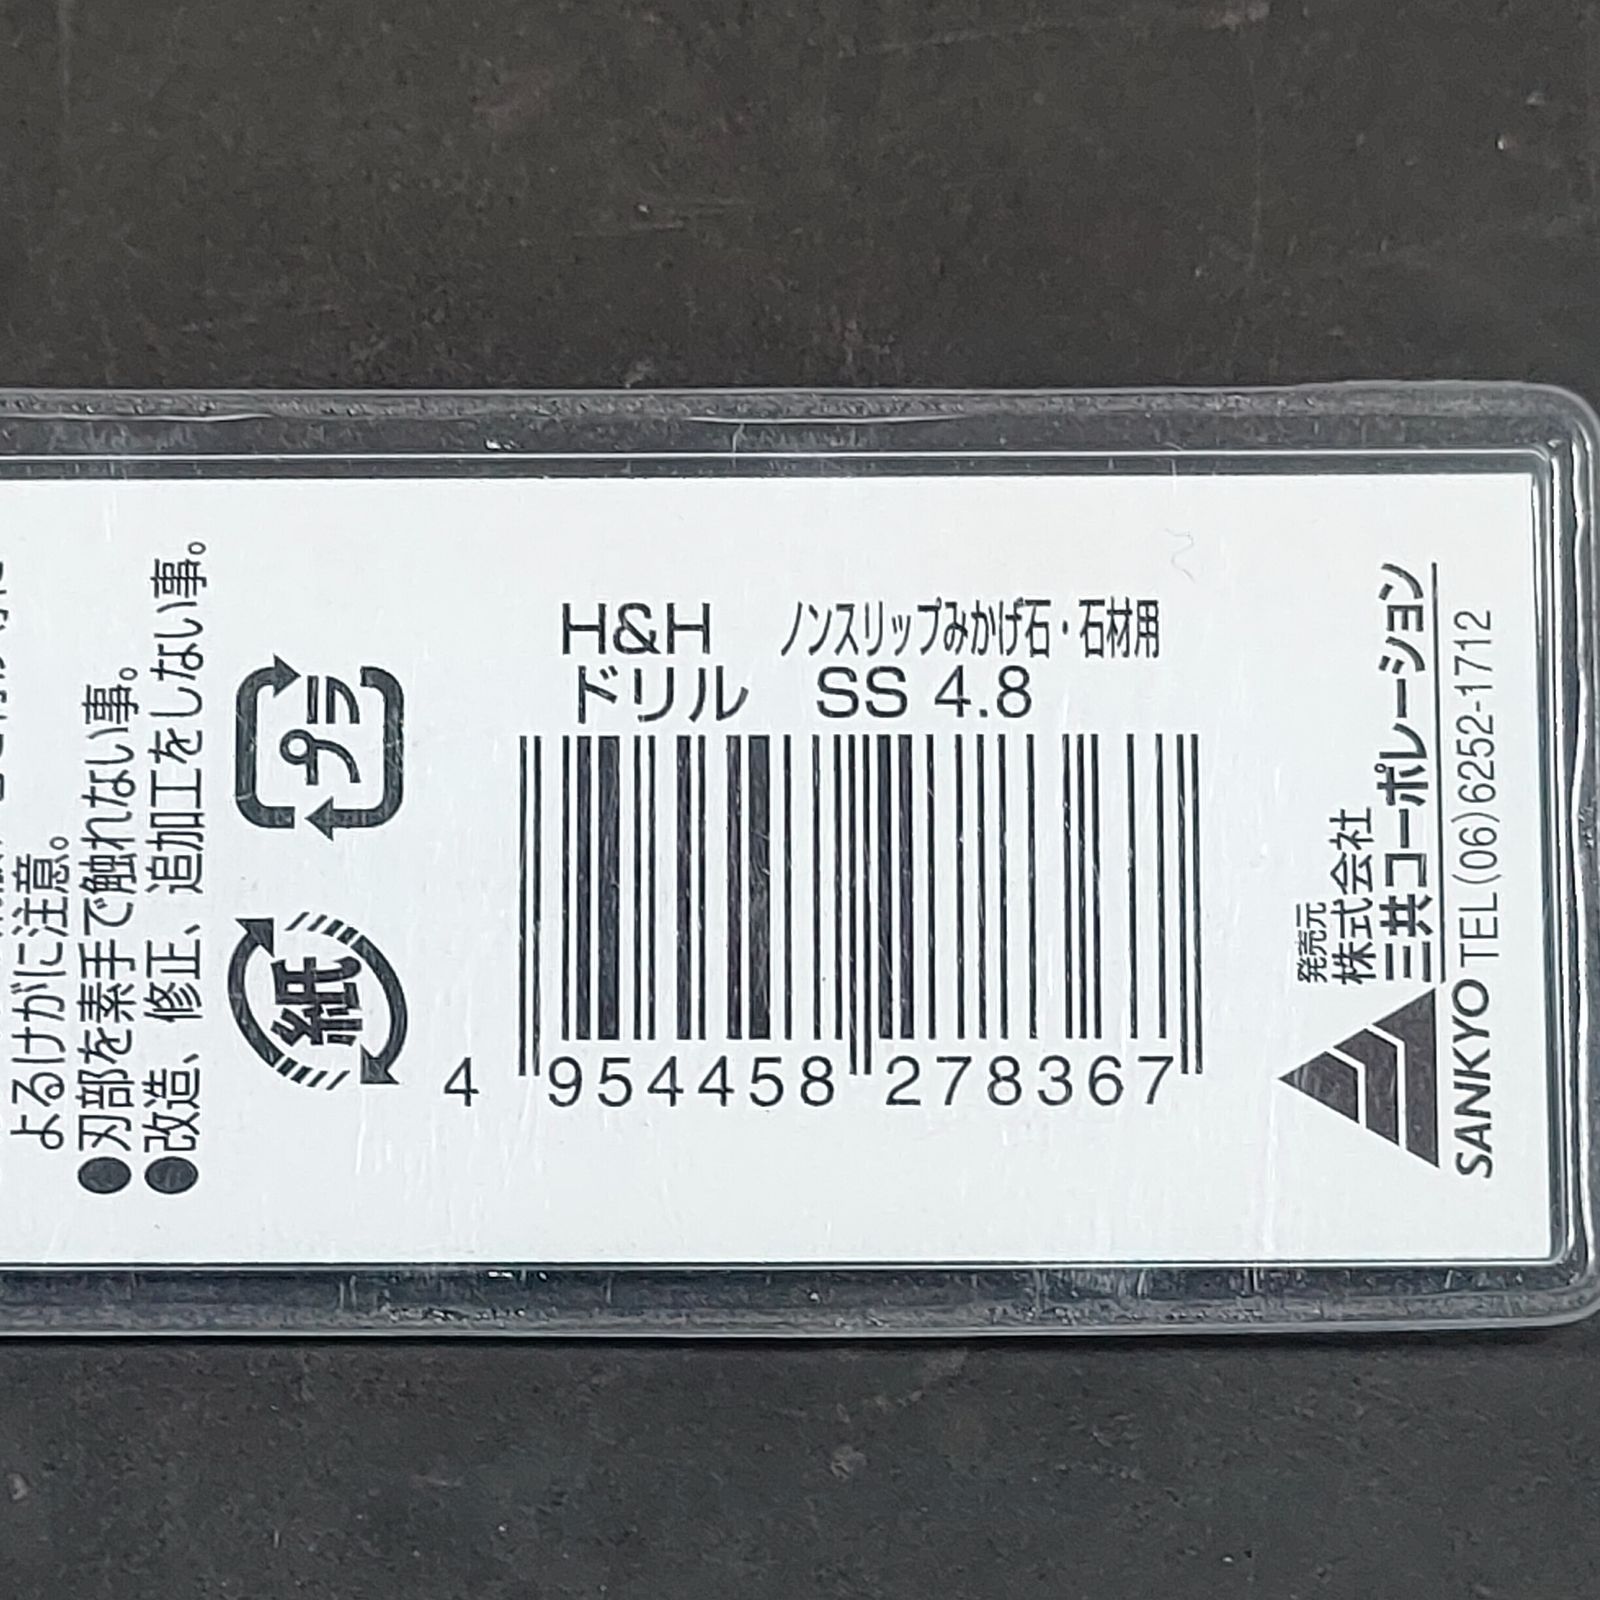 よるけがに注意。
●刃部を素手で触れない事。
●改造、修正、追加工をしない事。
紙
プラ
H&H ノンスリップみかげ石・石材用
ドリル SS 4.8
4 954458 278367
発売元
株式会社
三共コーポレーション
SANKYO TEL(06)6252-1712